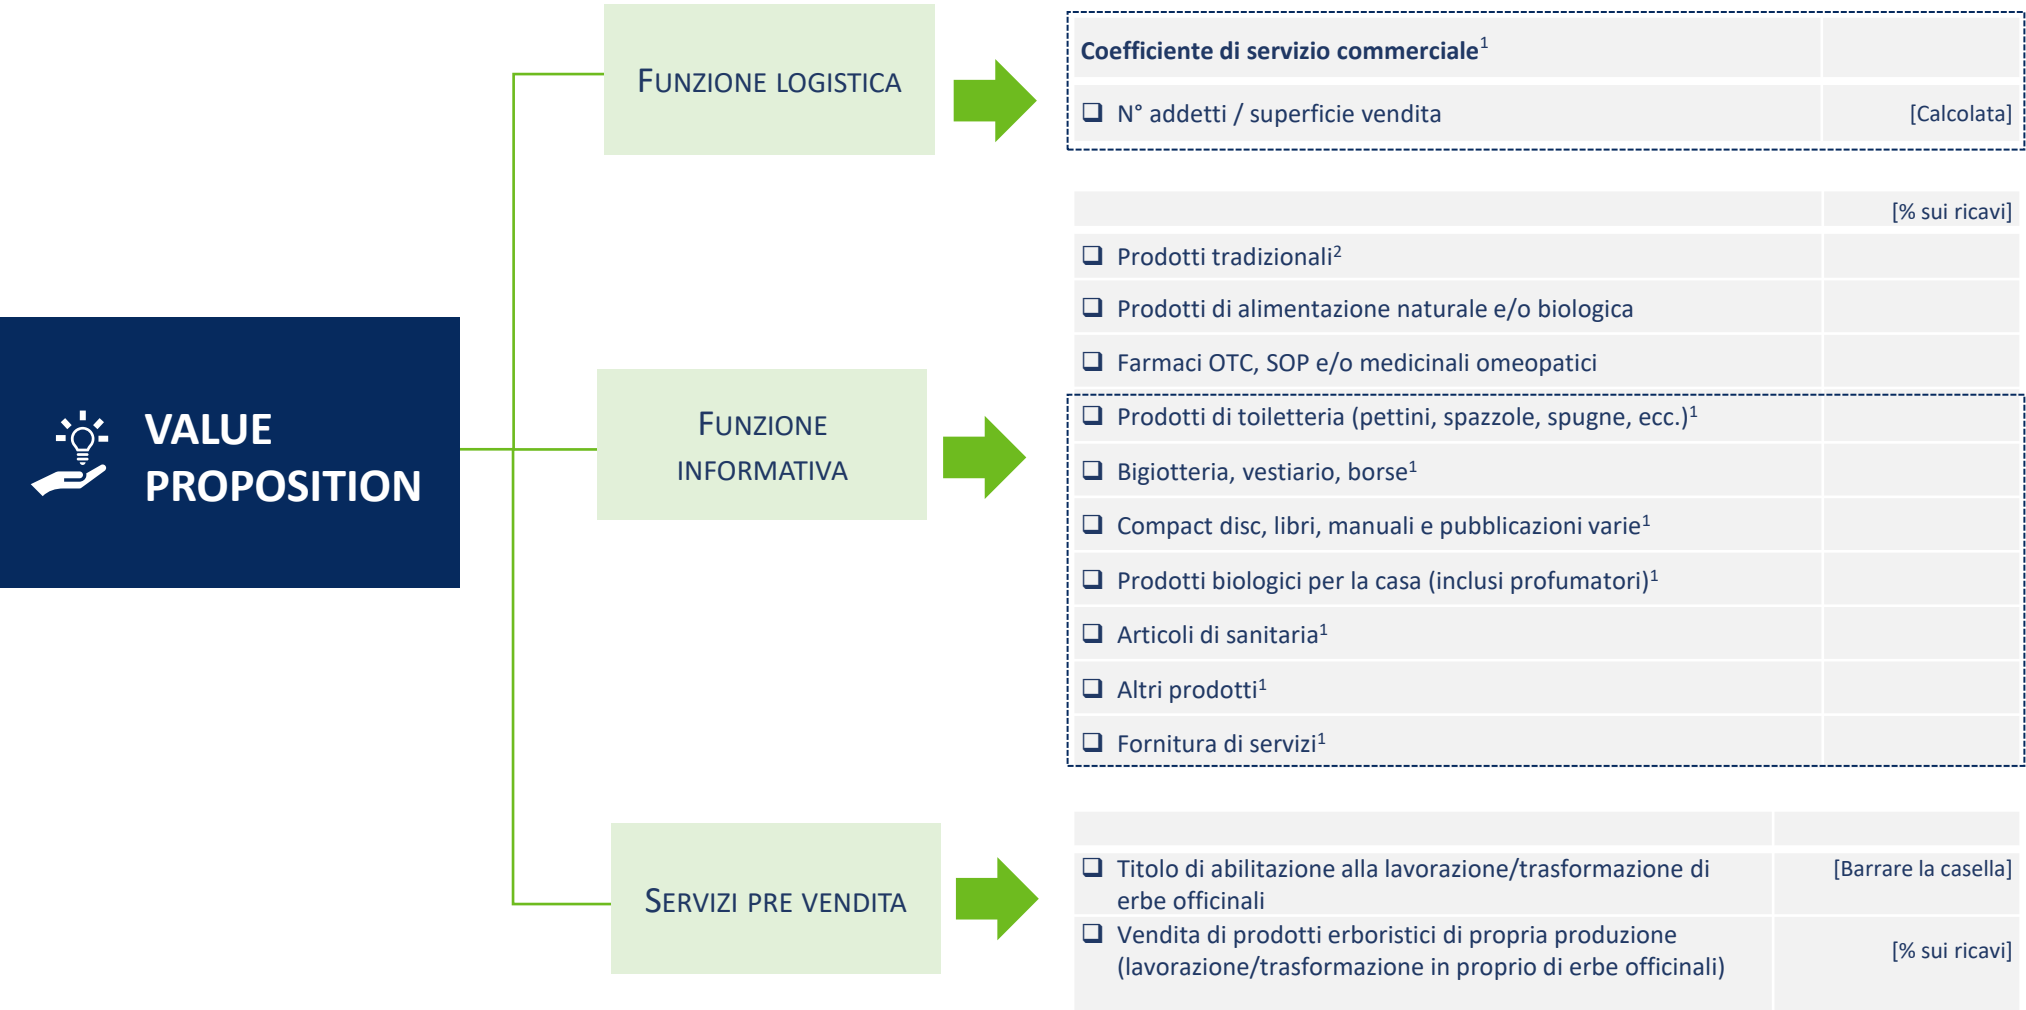 VALUE
PROPOSITION
FUNZIONE LOGISTICA
Coefficiente di servizio commerciale¹
❑ N° addetti / superficie vendita [Calcolata]
FUNZIONE
INFORMATIVA
[% sui ricavi]
❑ Prodotti tradizionali²
❑ Prodotti di alimentazione naturale e/o biologica
❑ Farmaci OTC, SOP e/o medicinali omeopatici
❑ Prodotti di toiletteria (pettini, spazzole, spugne, ecc.)¹
❑ Bigiotteria, vestiario, borse¹
❑ Compact disc, libri, manuali e pubblicazioni varie¹
❑ Prodotti biologici per la casa (inclusi profumatori)¹
❑ Articoli di sanitaria¹
❑ Altri prodotti¹
❑ Fornitura di servizi¹
SERVIZI PRE VENDITA
❑ Titolo di abilitazione alla lavorazione/trasformazione di [Barrare la casella]
erbe officinali
❑ Vendita di prodotti erboristici di propria produzione
(lavorazione/trasformazione in proprio di erbe officinali) [% sui ricavi]